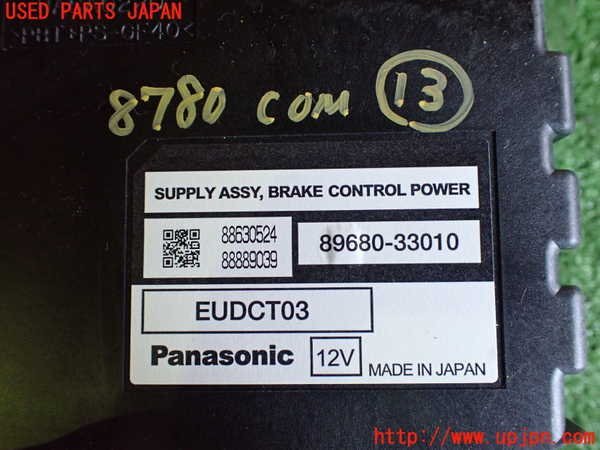 USED PARTS JAPAN
8780 COM 13
SUPPLY ASSY, BRAKE CONTROL POWER
88630524
88889039
89680-33010
EUDCT03
Panasonic 12V MADE IN JAPAN
http://www.upjpn.com